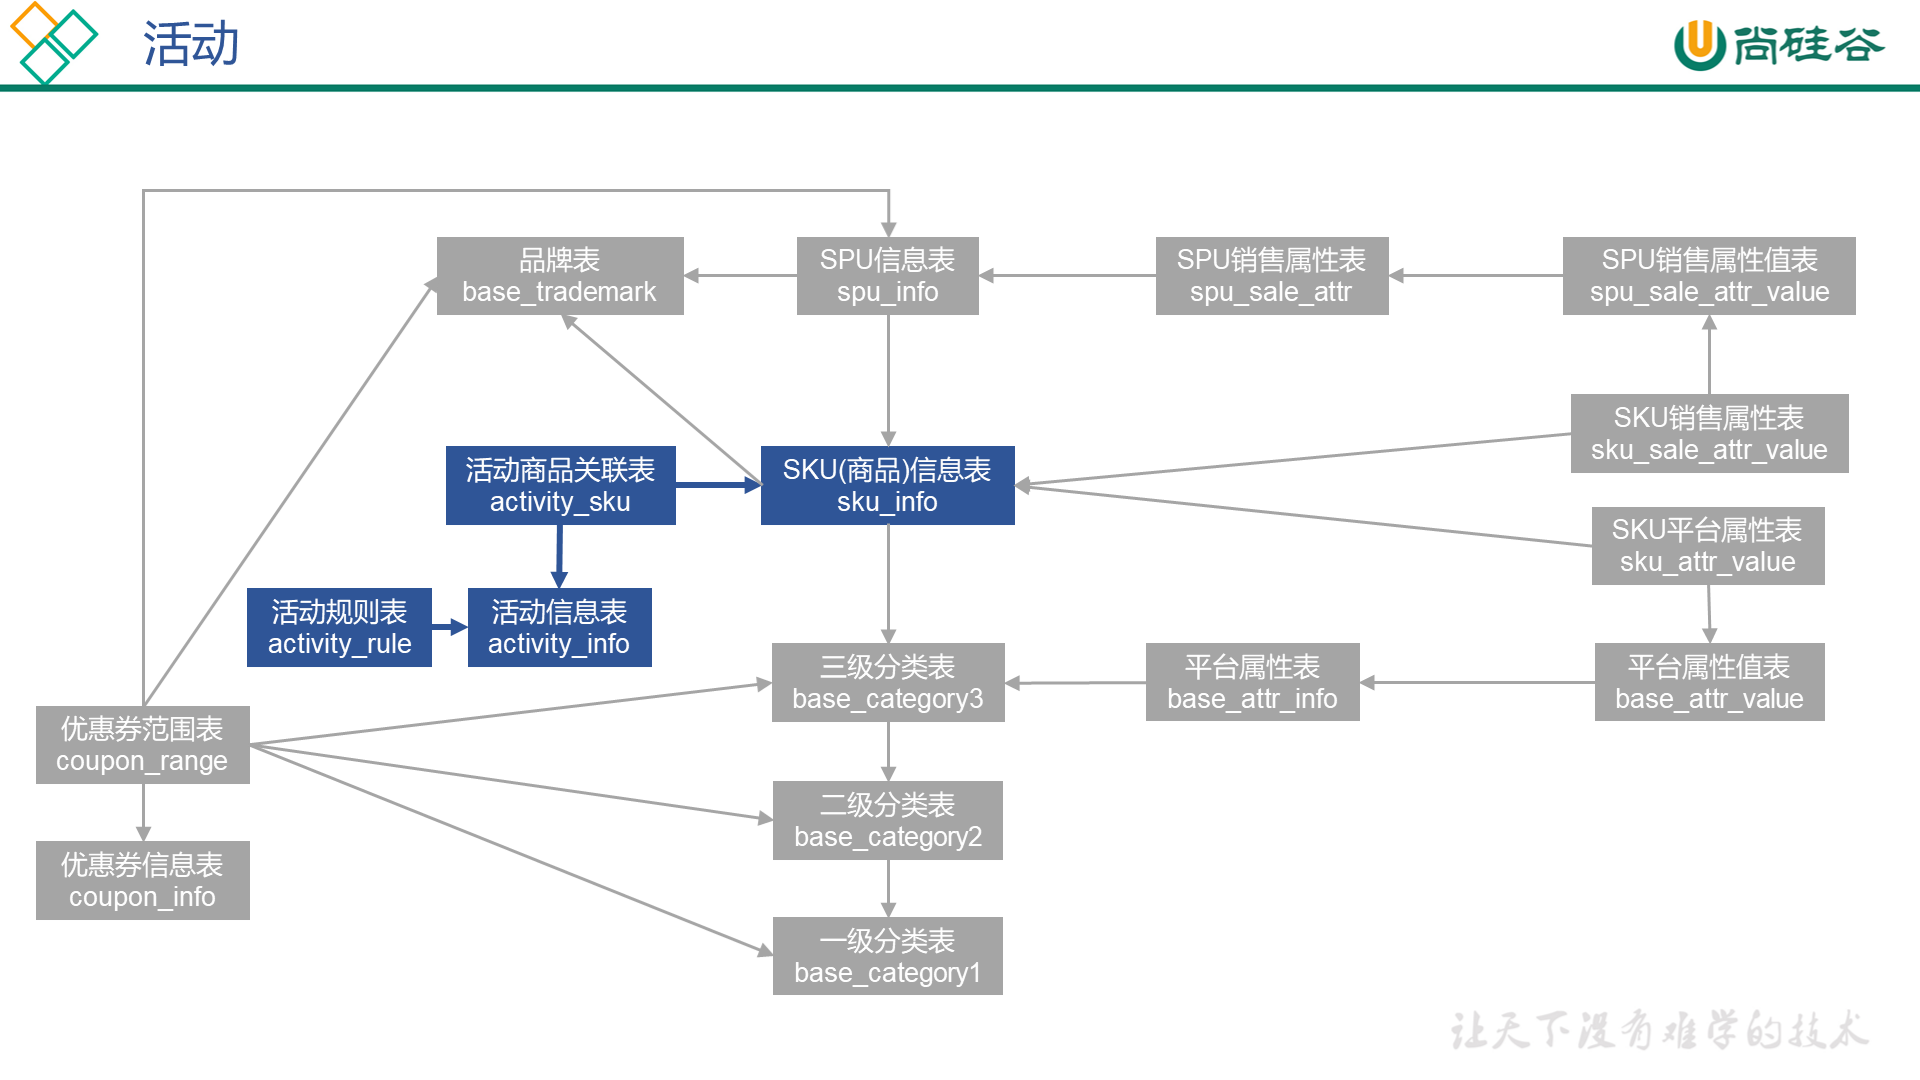 活动
尚硅谷
品牌表
base_trademark
SPU信息表
spu_info
SPU销售属性表
spu_sale_attr
SPU销售属性值表
spu_sale_attr_value
SKU销售属性表
sku_sale_attr_value
活动商品关联表
activity_sku
SKU(商品)信息表
sku_info
SKU平台属性表
sku_attr_value
活动规则表
activity_rule
活动信息表
activity_info
三级分类表
base_category3
平台属性表
base_attr_info
平台属性值表
base_attr_value
优惠券范围表
coupon_range
二级分类表
base_category2
优惠券信息表
coupon_info
一级分类表
base_category1
让天下没有难学的技术